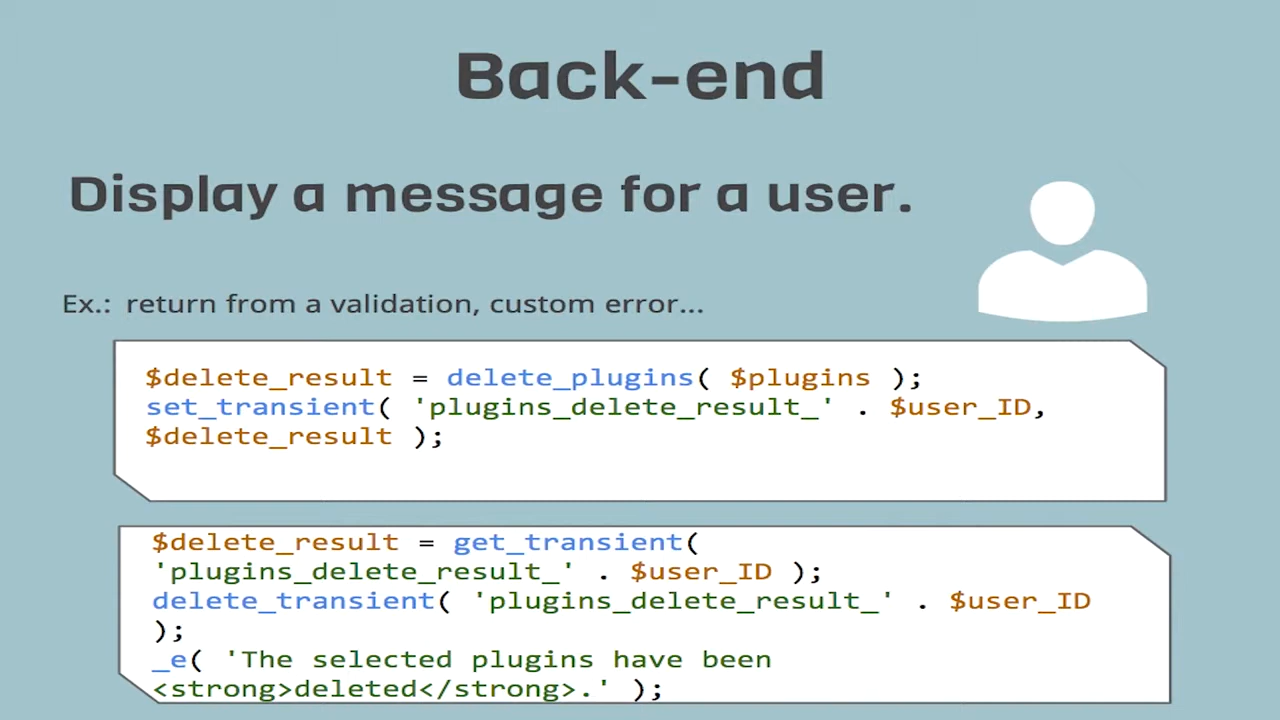 Back-end
Display a message for a user.
Ex.: return from a validation, custom error...
$delete_result = delete_plugins( $plugins );
set_transient( 'plugins_delete_result_' . $user_ID,
$delete_result );
$delete_result = get_transient(
'plugins_delete_result_' . $user_ID );
delete_transient( 'plugins_delete_result_' . $user_ID
);
_e( 'The selected plugins have been
<strong>deleted</strong>.' );